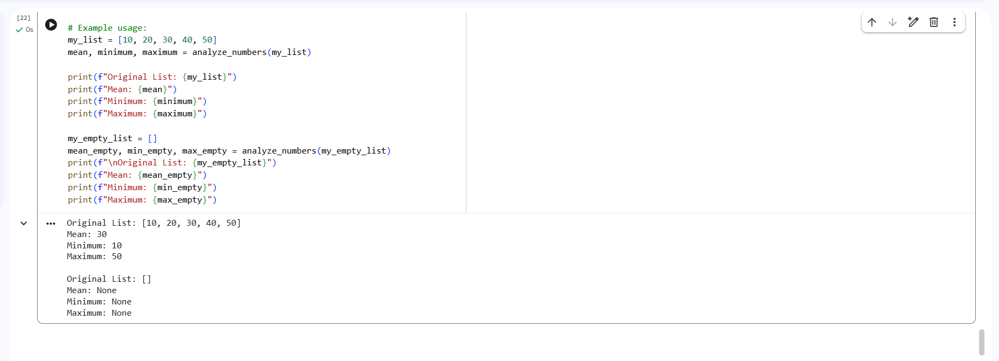 [22]
0s
# Example usage:
my_list = [10, 20, 30, 40, 50]
mean, minimum, maximum = analyze_numbers(my_list)
print(f"Original List: {my_list}")
print(f"Mean: {mean}")
print(f"Minimum: {minimum}")
print(f"Maximum: {maximum}")
my_empty_list = []
mean_empty, min_empty, max_empty = analyze_numbers(my_empty_list)
print(f"\nOriginal List: {my_empty_list}")
print(f"Mean: {mean_empty}")
print(f"Minimum: {min_empty}")
print(f"Maximum: {max_empty}")
Original List: [10, 20, 30, 40, 50]
Mean: 30
Minimum: 10
Maximum: 50
Original List: []
Mean: None
Minimum: None
Maximum: None